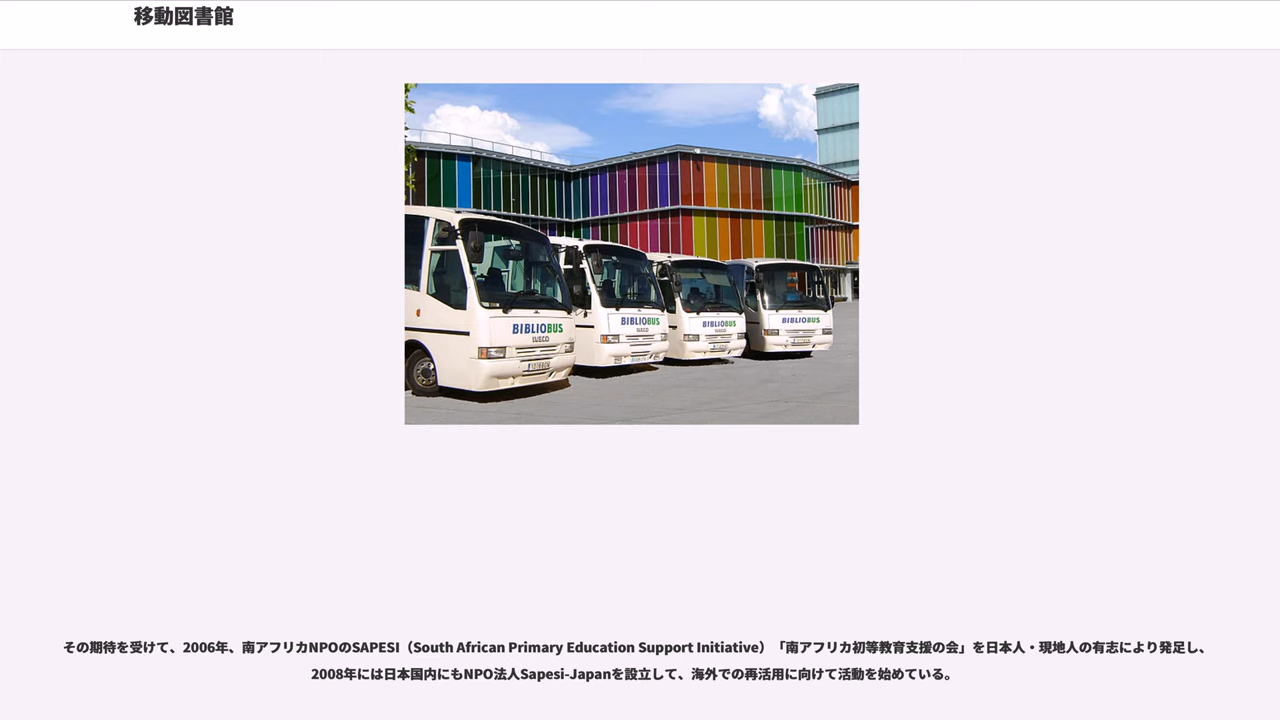 移動図書館
BIBLIOBUS
IVECO
BIBLIOBUS
IVECO
BIBLIOBUS
IVECO
BIBLIOBUS
その期待を受けて、2006年、南アフリカNPOのSAPESI（South African Primary Education Support Initiative）「南アフリカ初等教育支援の会」を日本人・現地人の有志により発足し、
2008年には日本国内にもNPO法人Sapesi-Japanを設立して、海外での再活用に向けて活動を始めている。